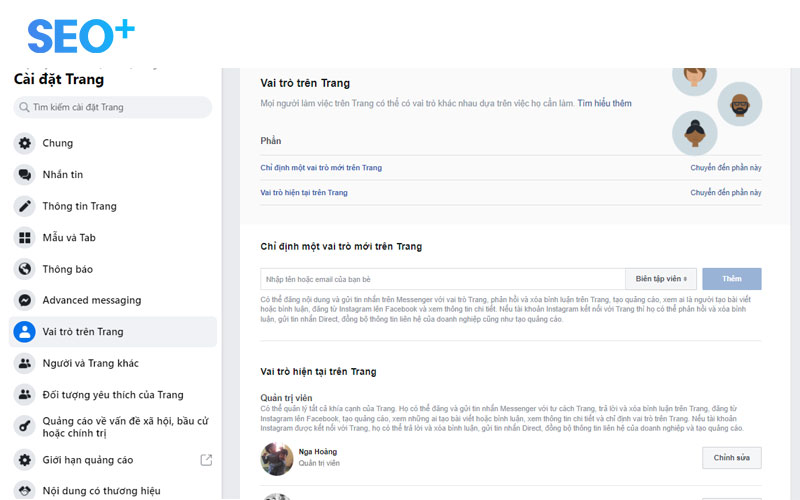 SEO+
Cài đặt Trang
Tìm kiếm cài đặt Trang
Chung
Nhắn tin
Thông tin Trang
Mẫu và Tab
Thông báo
Advanced messaging
Vai trò trên Trang
Người và Trang khác
Đối tượng yêu thích của Trang
Quảng cáo về vấn đề xã hội, bầu cử
hoặc chính trị
Giới hạn quảng cáo
Nội dung có thương hiệu
Vai trò trên Trang
Mọi người làm việc trên Trang có thể có vai trò khác nhau dựa trên việc họ cần làm. Tìm hiểu thêm
Phần
Chỉ định một vai trò mới trên Trang Chuyển đến phần này
Vai trò hiện tại trên Trang Chuyển đến phần này
Chỉ định một vai trò mới trên Trang
Nhập tên hoặc email của bạn bè Biên tập viên Thêm
Có thể đăng nội dung và gửi tin nhắn trên Messenger với vai trò Trang, phản hồi và xóa bình luận trên Trang, tạo quảng cáo, xem ai là người tạo bài viết
hoặc bình luận, đăng từ Instagram lên Facebook và xem thông tin chi tiết. Nếu tài khoản Instagram kết nối với Trang thì họ có thể phản hồi và xóa bình
luận, gửi tin nhắn Direct, đồng bộ thông tin liên hệ của doanh nghiệp cũng như tạo quảng cáo.
Vai trò hiện tại trên Trang
Quản trị viên
Có thể quản lý tất cả khía cạnh của Trang. Họ có thể đăng và gửi tin nhắn Messenger với tư cách Trang, trả lời và xóa bình luận trên Trang, đăng từ
Instagram lên Facebook, tạo quảng cáo, xem những ai tạo bài viết hoặc bình luận, xem thông tin chi tiết và chỉ định vai trò trên Trang. Nếu tài khoản
Instagram được kết nối với Trang, họ có thể trả lời và xóa bình luận, gửi tin nhắn Direct, đồng bộ thông tin liên hệ của doanh nghiệp và tạo quảng cáo.
Nga Hoàng
Quản trị viên
Chỉnh sửa